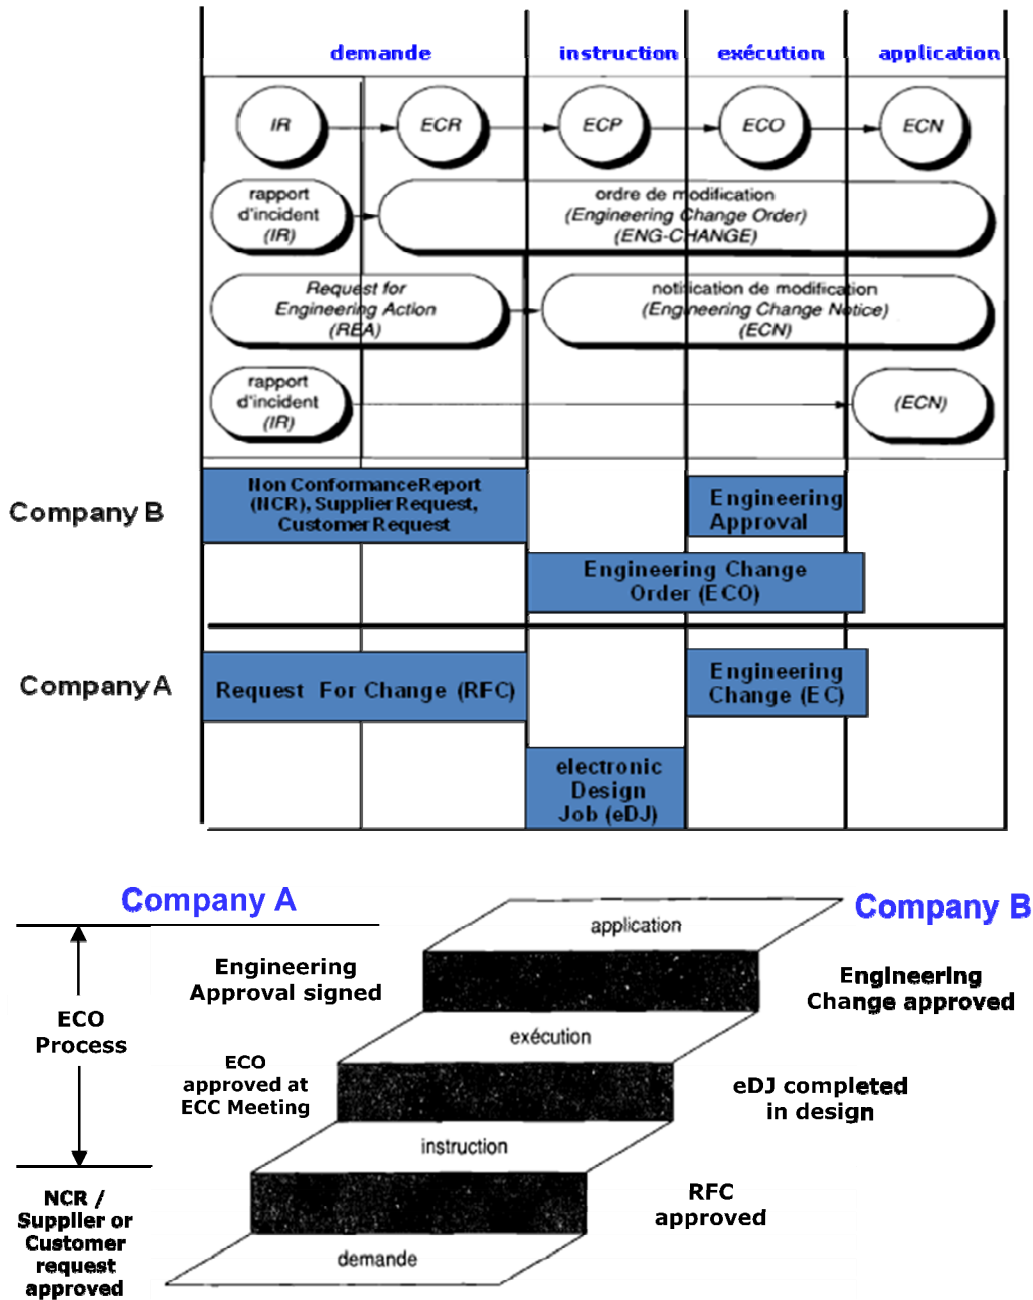 demande
instruction
exécution
application
IR
ECR
ECP
ECO
ECN
rapport
d'incident
(IR)
ordre de modification
(Engineering Change Order)
(ENG-CHANGE)
Request for
Engineering Action
(REA)
notification de modification
(Engineering Change Notice)
(ECN)
rapport
d'incident
(IR)
(ECN)
Company B
Non Conformance Report
(NCR), Supplier Request,
Customer Request
Engineering
Approval
Engineering Change
Order (ECO)
Company A
Request For Change (RFC)
Engineering
Change (EC)
electronic
Design
Job (eDJ)
Company A
Company B
application
Engineering
Approval signed
Engineering
Change approved
ECO
Process
exécution
ECO
approved at
ECC Meeting
eDJ completed
in design
instruction
NCR /
Supplier or
Customer
request
approved
RFC
approved
demande